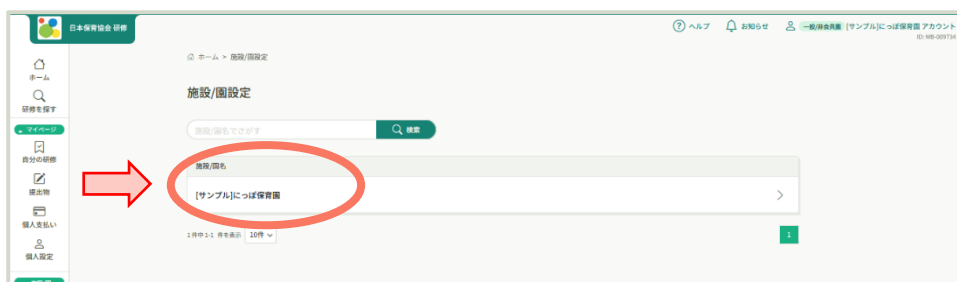 日本保育協会 研修
ヘルプ
お知らせ
一般/非会員園 [サンプル]にっぽ保育園 アカウント
ID: MB-009734
ホーム
研修を探す
マイページ
自分の研修
提出物
個人支払い
個人設定
ホーム > 施設/園設定
施設/園設定
施設/園名でさがす
検索
施設/園名
[サンプル]にっぽ保育園
1件中1-1 件を表示 10件
1